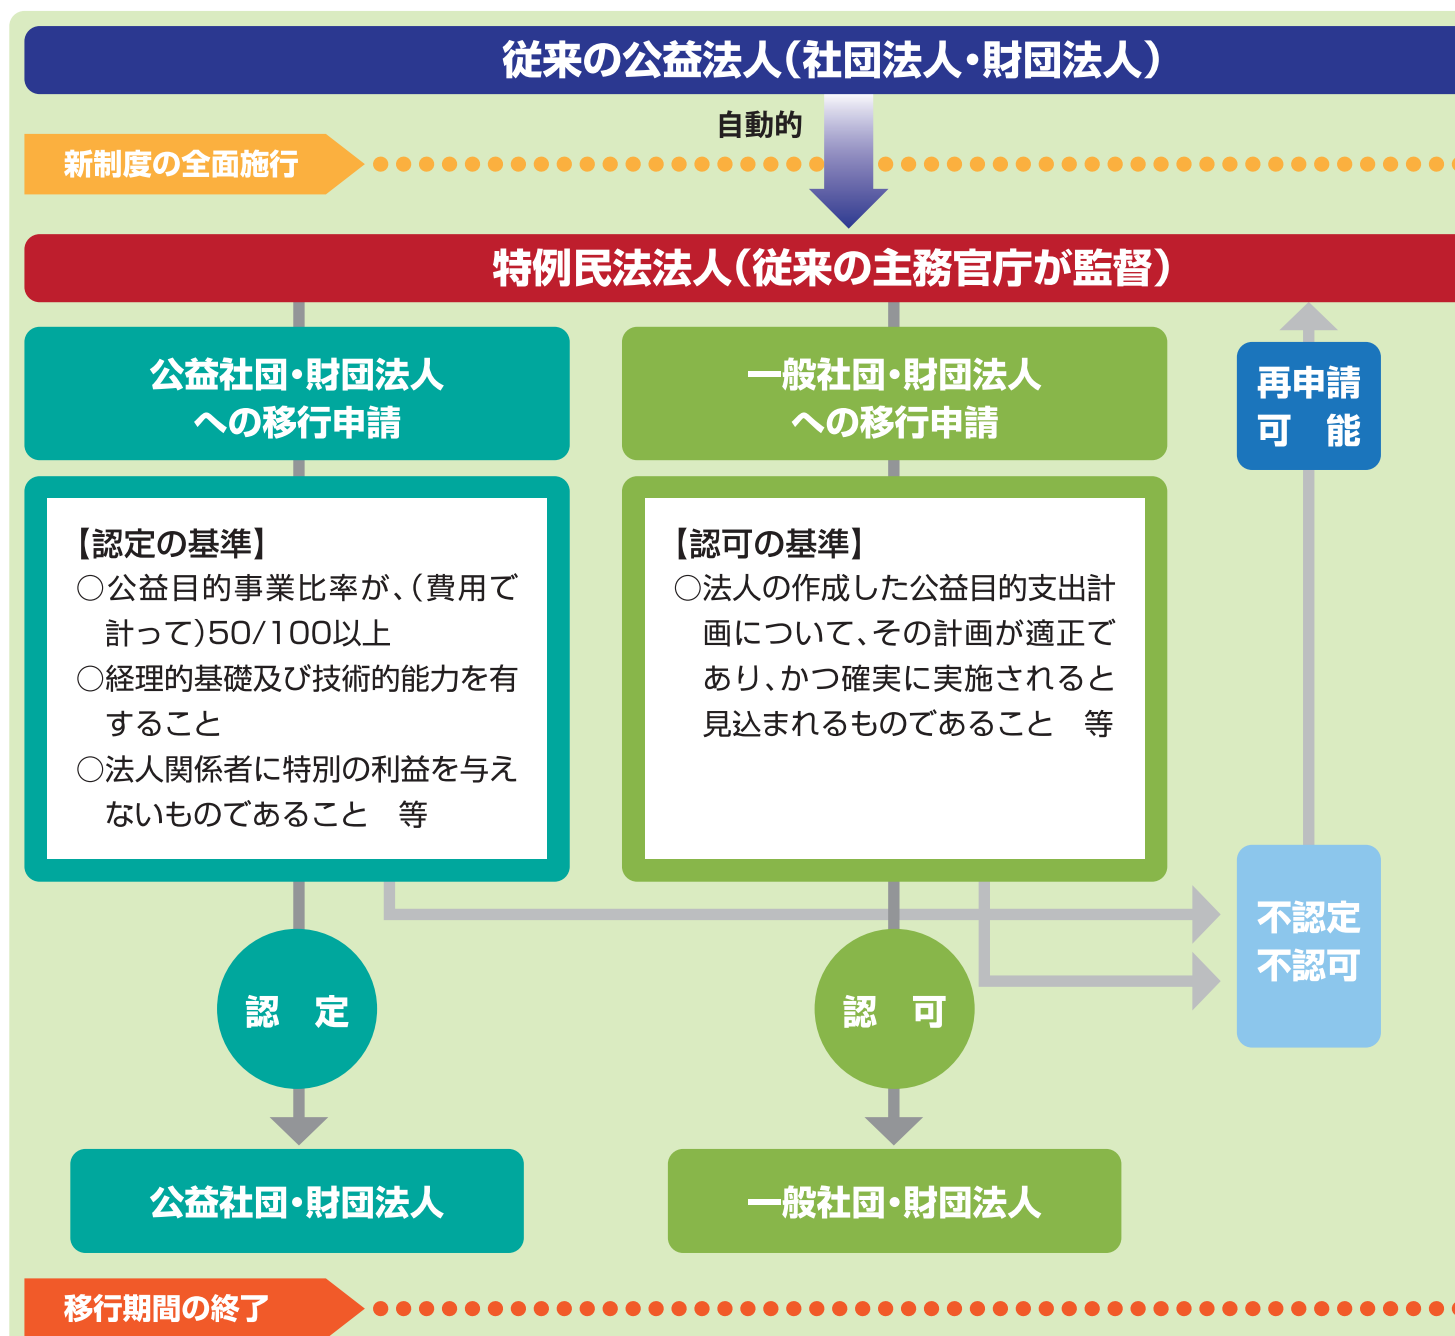 従来の公益法人（社団法人・財団法人）
自動的
新制度の全面施行
特例民法法人（従来の主務官庁が監督）
公益社団・財団法人
への移行申請
一般社団・財団法人
への移行申請
再申請
可　能
【認定の基準】
○公益目的事業比率が、（費用で
計って）50/100以上
○経理的基礎及び技術的能力を有
すること
○法人関係者に特別の利益を与え
ないものであること　等
【認可の基準】
○法人の作成した公益目的支出計
画について、その計画が適正で
あり、かつ確実に実施されると
見込まれるものであること　等
不認定
不認可
認　定
認　可
公益社団・財団法人
一般社団・財団法人
移行期間の終了